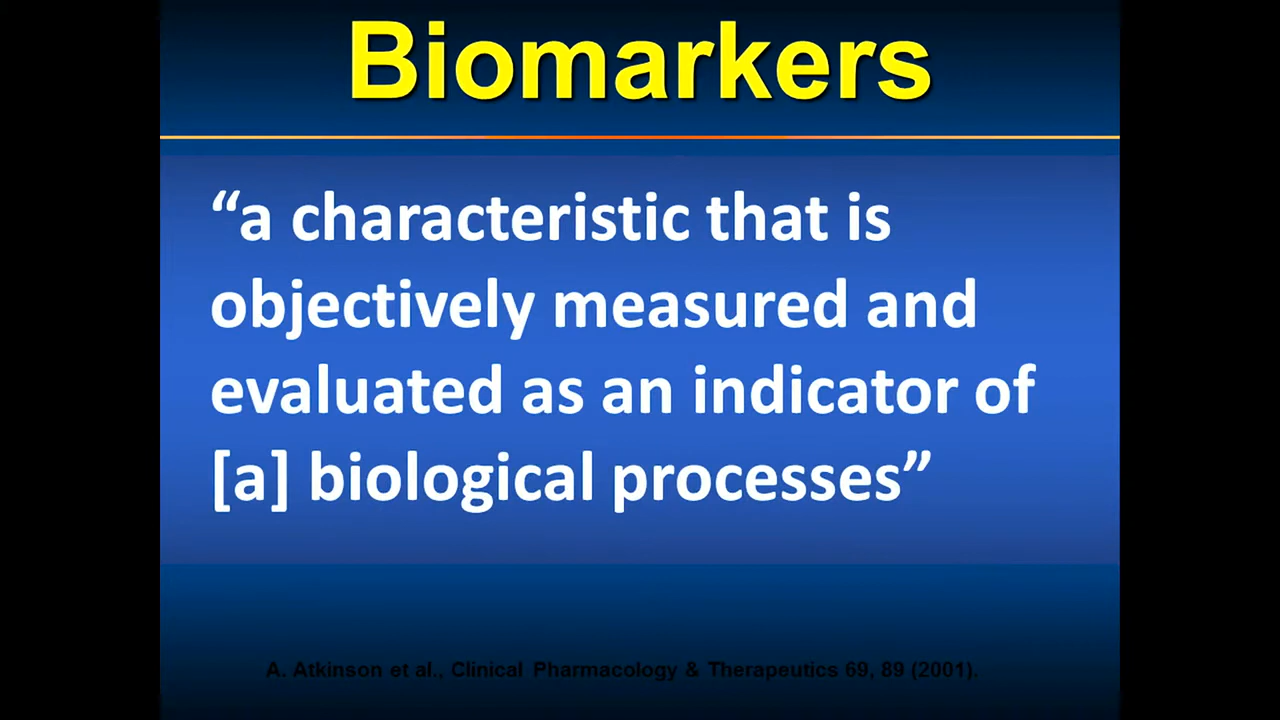 Biomarkers
“a characteristic that is
objectively measured and
evaluated as an indicator of
[a] biological processes”
A. Atkinson et al., Clinical Pharmacology & Therapeutics 69, 89 (2001).